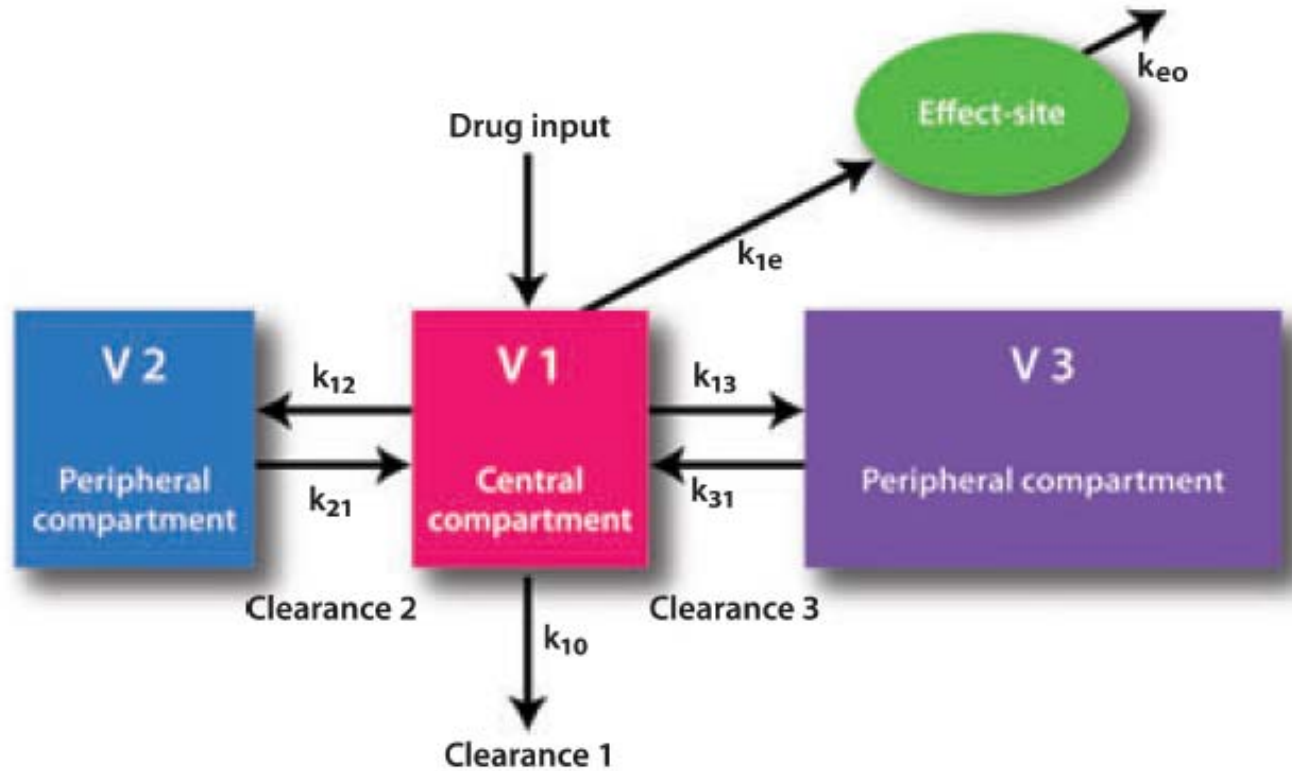 k₁ₑ
kₑₒ
Effect-site
Drug input
V 2
Peripheral
compartment
k₁₂
k₂₁
V 1
Central
compartment
k₁₃
k₃₁
V 3
Peripheral compartment
Clearance 2
Clearance 3
k₁₀
Clearance 1